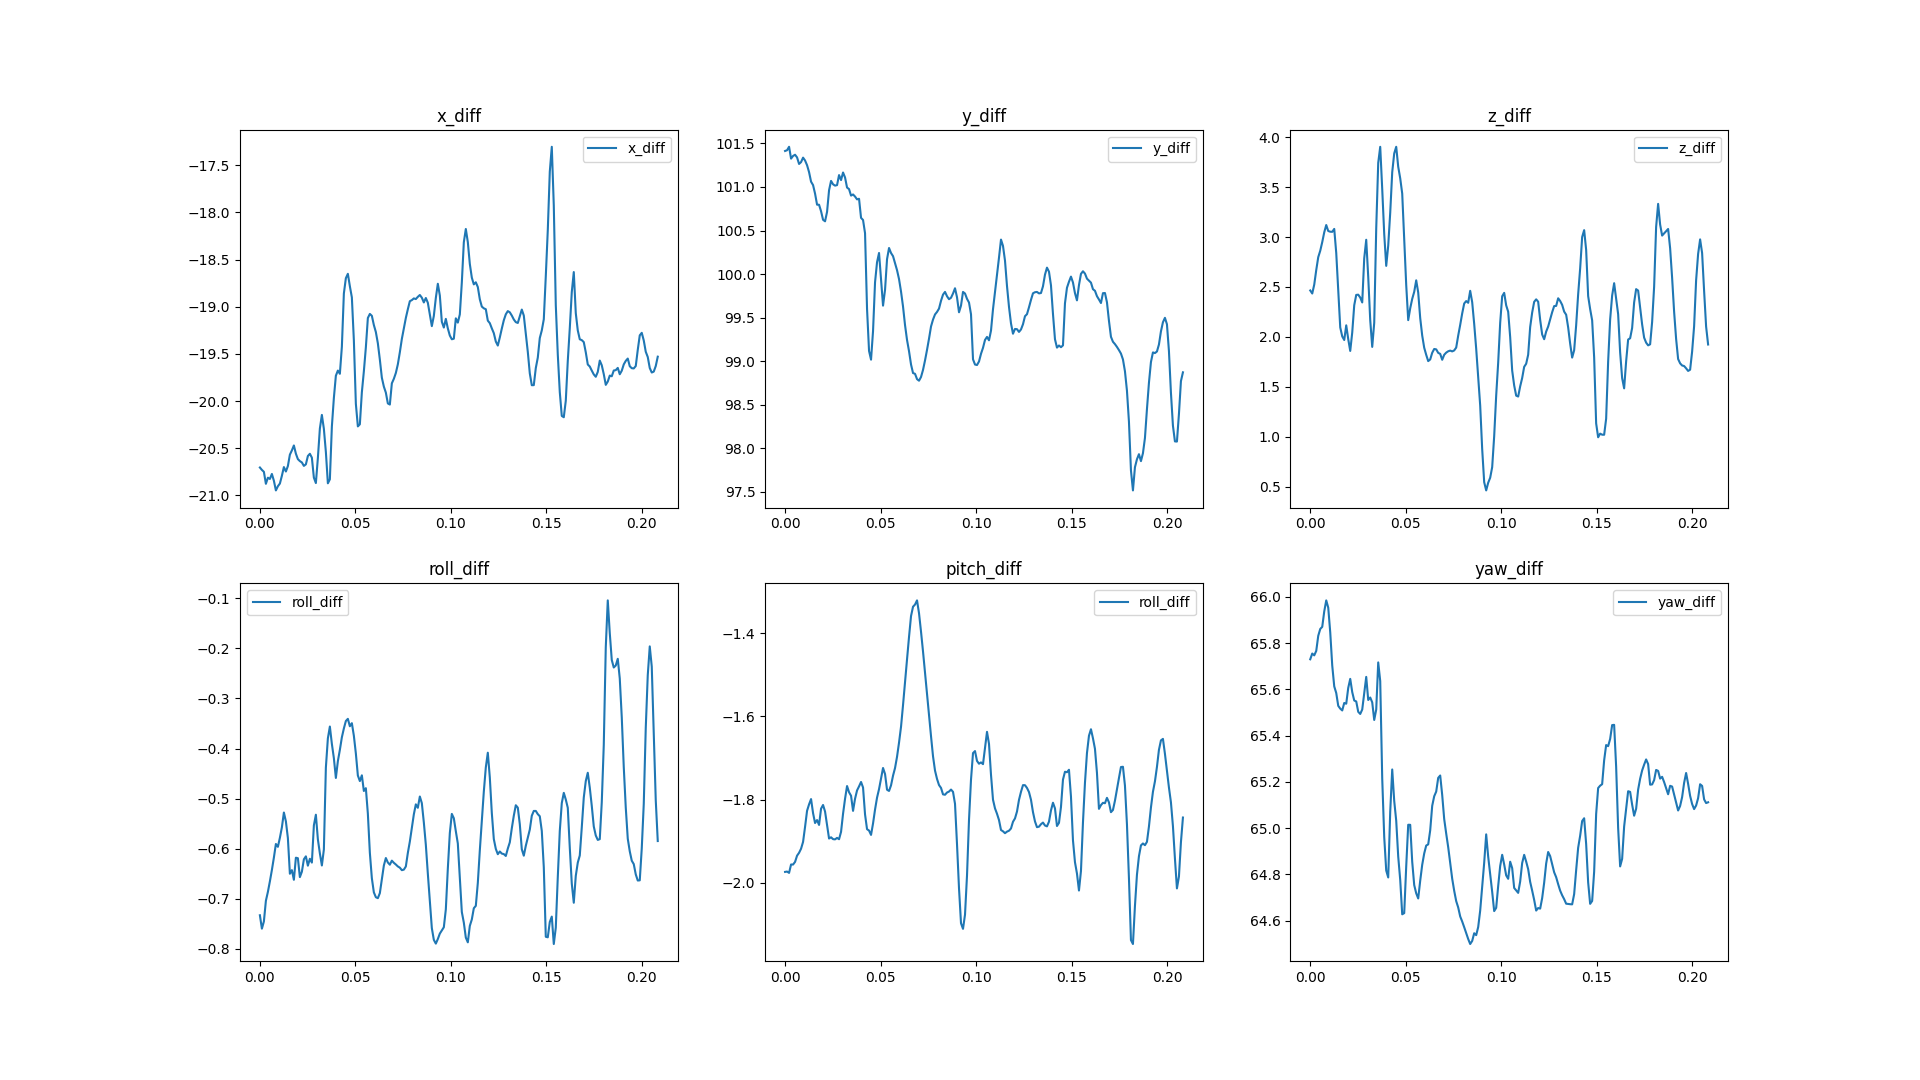 x_diff
y_diff
z_diff
x_diff
−17.5
−18.0
−18.5
−19.0
−19.5
−20.0
−20.5
−21.0
0.00 0.05 0.10 0.15 0.20
y_diff
101.5
101.0
100.5
100.0
99.5
99.0
98.5
98.0
97.5
0.00 0.05 0.10 0.15 0.20
z_diff
4.0
3.5
3.0
2.5
2.0
1.5
1.0
0.5
0.00 0.05 0.10 0.15 0.20
roll_diff
pitch_diff
yaw_diff
roll_diff
−0.1
−0.2
−0.3
−0.4
−0.5
−0.6
−0.7
−0.8
0.00 0.05 0.10 0.15 0.20
roll_diff
−1.4
−1.6
−1.8
−2.0
0.00 0.05 0.10 0.15 0.20
yaw_diff
66.0
65.8
65.6
65.4
65.2
65.0
64.8
64.6
0.00 0.05 0.10 0.15 0.20